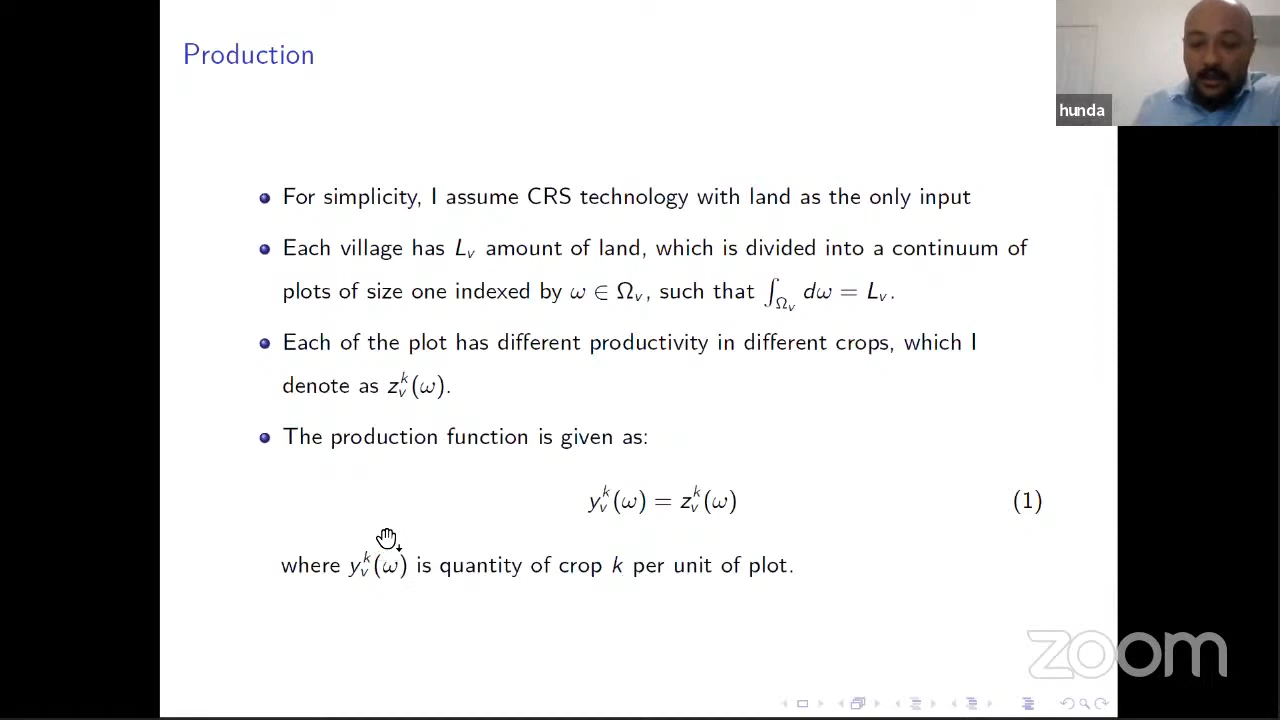 Production
hunda
For simplicity, I assume CRS technology with land as the only input
Each village has L_v amount of land, which is divided into a continuum of
plots of size one indexed by ω ∈ Ω_v, such that ∫_{Ω_v} dω = L_v.
Each of the plot has different productivity in different crops, which I
denote as z_v^k(ω).
The production function is given as:
y_v^k(ω) = z_v^k(ω) (1)
where y_v^k(ω) is quantity of crop k per unit of plot.
zoom